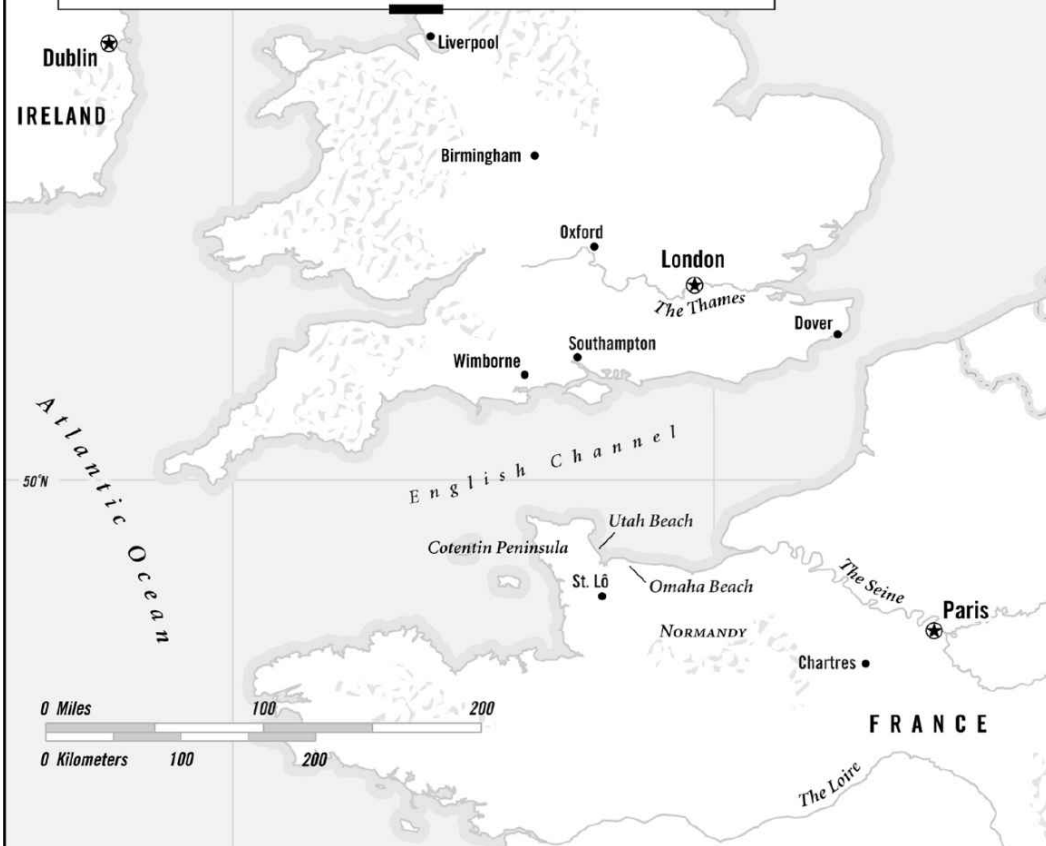 Liverpool
Dublin
IRELAND
Birmingham
Oxford
London
The Thames
Dover
Southampton
Wimborne
Atlantic Ocean
English Channel
50°N
Utah Beach
Cotentin Peninsula
St. Lô
Omaha Beach
The Seine
Paris
NORMANDY
Chartres
0 Miles 100 200
FRANCE
0 Kilometers 100 200
The Loire